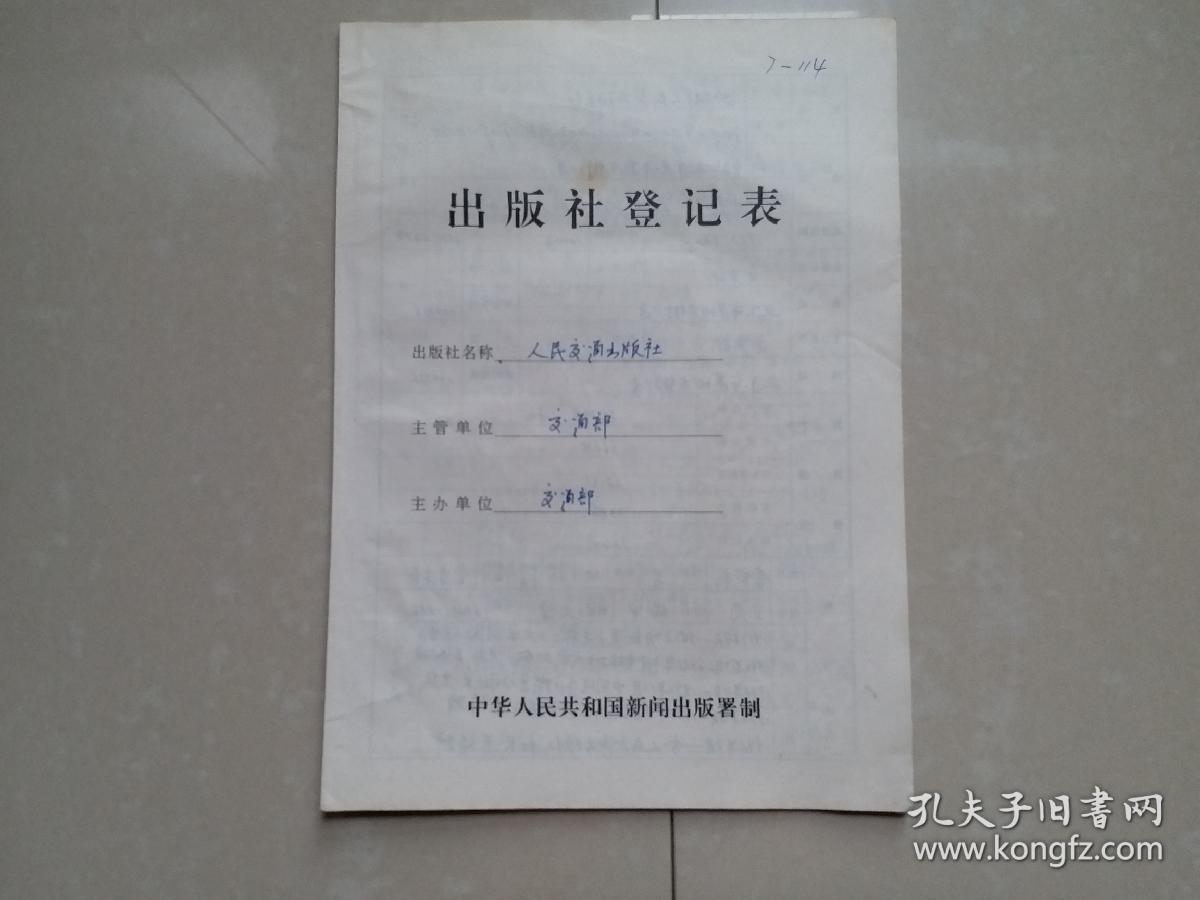 7-114
出版社登记表
出版社名称 人民交通出版社
主管单位 交通部
主办单位 交通部
中华人民共和国新闻出版署制
孔夫子旧书网
www.kongfz.com